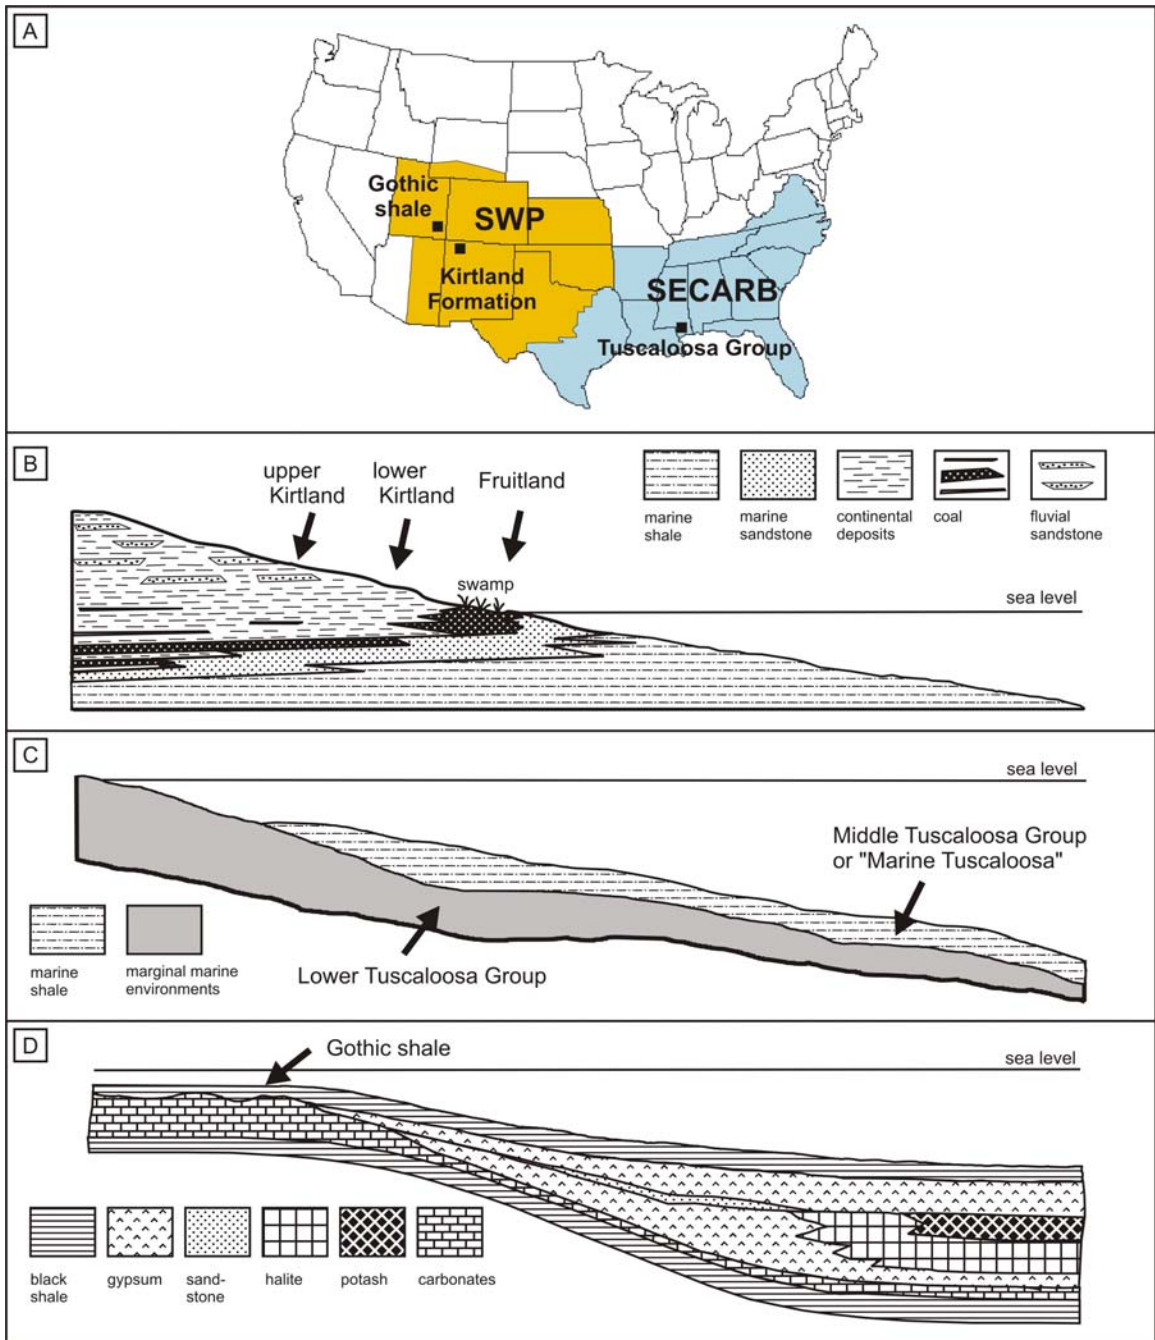 A
Gothic
shale
SWP
Kirtland
Formation
SECARB
Tuscaloosa Group
B
upper
Kirtland
lower
Kirtland
Fruitland
marine
shale
marine
sandstone
continental
deposits
coal
fluvial
sandstone
swamp
sea level
C
sea level
Middle Tuscaloosa Group
or "Marine Tuscaloosa"
marine
shale
marginal marine
environments
Lower Tuscaloosa Group
D
Gothic shale
sea level
black
shale
gypsum
sand-
stone
halite
potash
carbonates